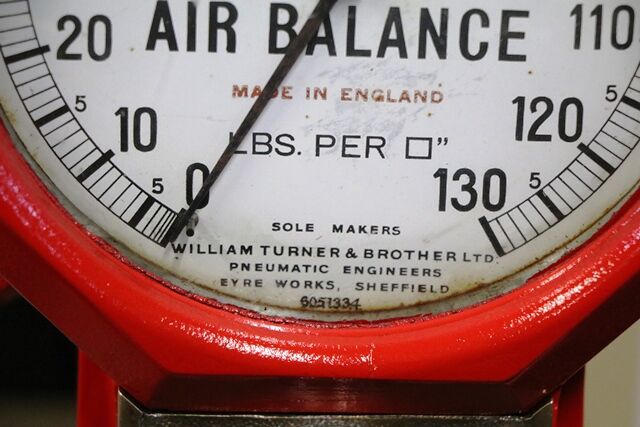 20 AIR BALANCE 110
MADE IN ENGLAND
5 5
10 LBS. PER □" 120
5 0 130 5
SOLE MAKERS
WILLIAM TURNER & BROTHER LTD.
PNEUMATIC ENGINEERS
EYRE WORKS, SHEFFIELD
6051334